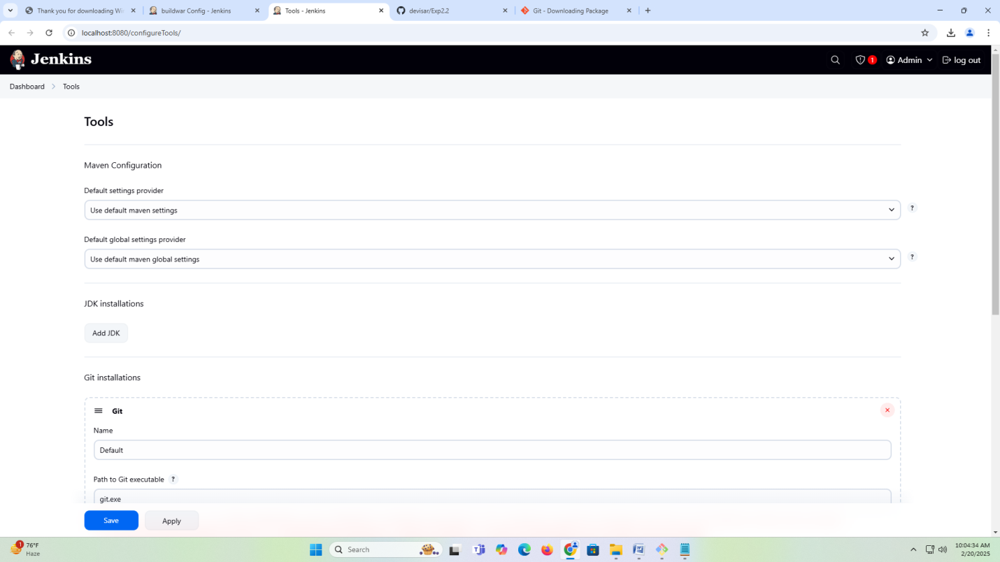 Thank you for downloading Wi
buildwar Config - Jenkins
Tools - Jenkins
devisar/Exp2.2
Git - Downloading Package
localhost:8080/configureTools/
Jenkins
1
Admin
log out
Dashboard
Tools
Tools
Maven Configuration
Default settings provider
Use default maven settings
?
Default global settings provider
Use default maven global settings
?
JDK installations
Add JDK
Git installations
Git
Name
Default
Path to Git executable ?
git.exe
Save
Apply
1
76°F
Haze
Search
10:04:34 AM
2/20/2025